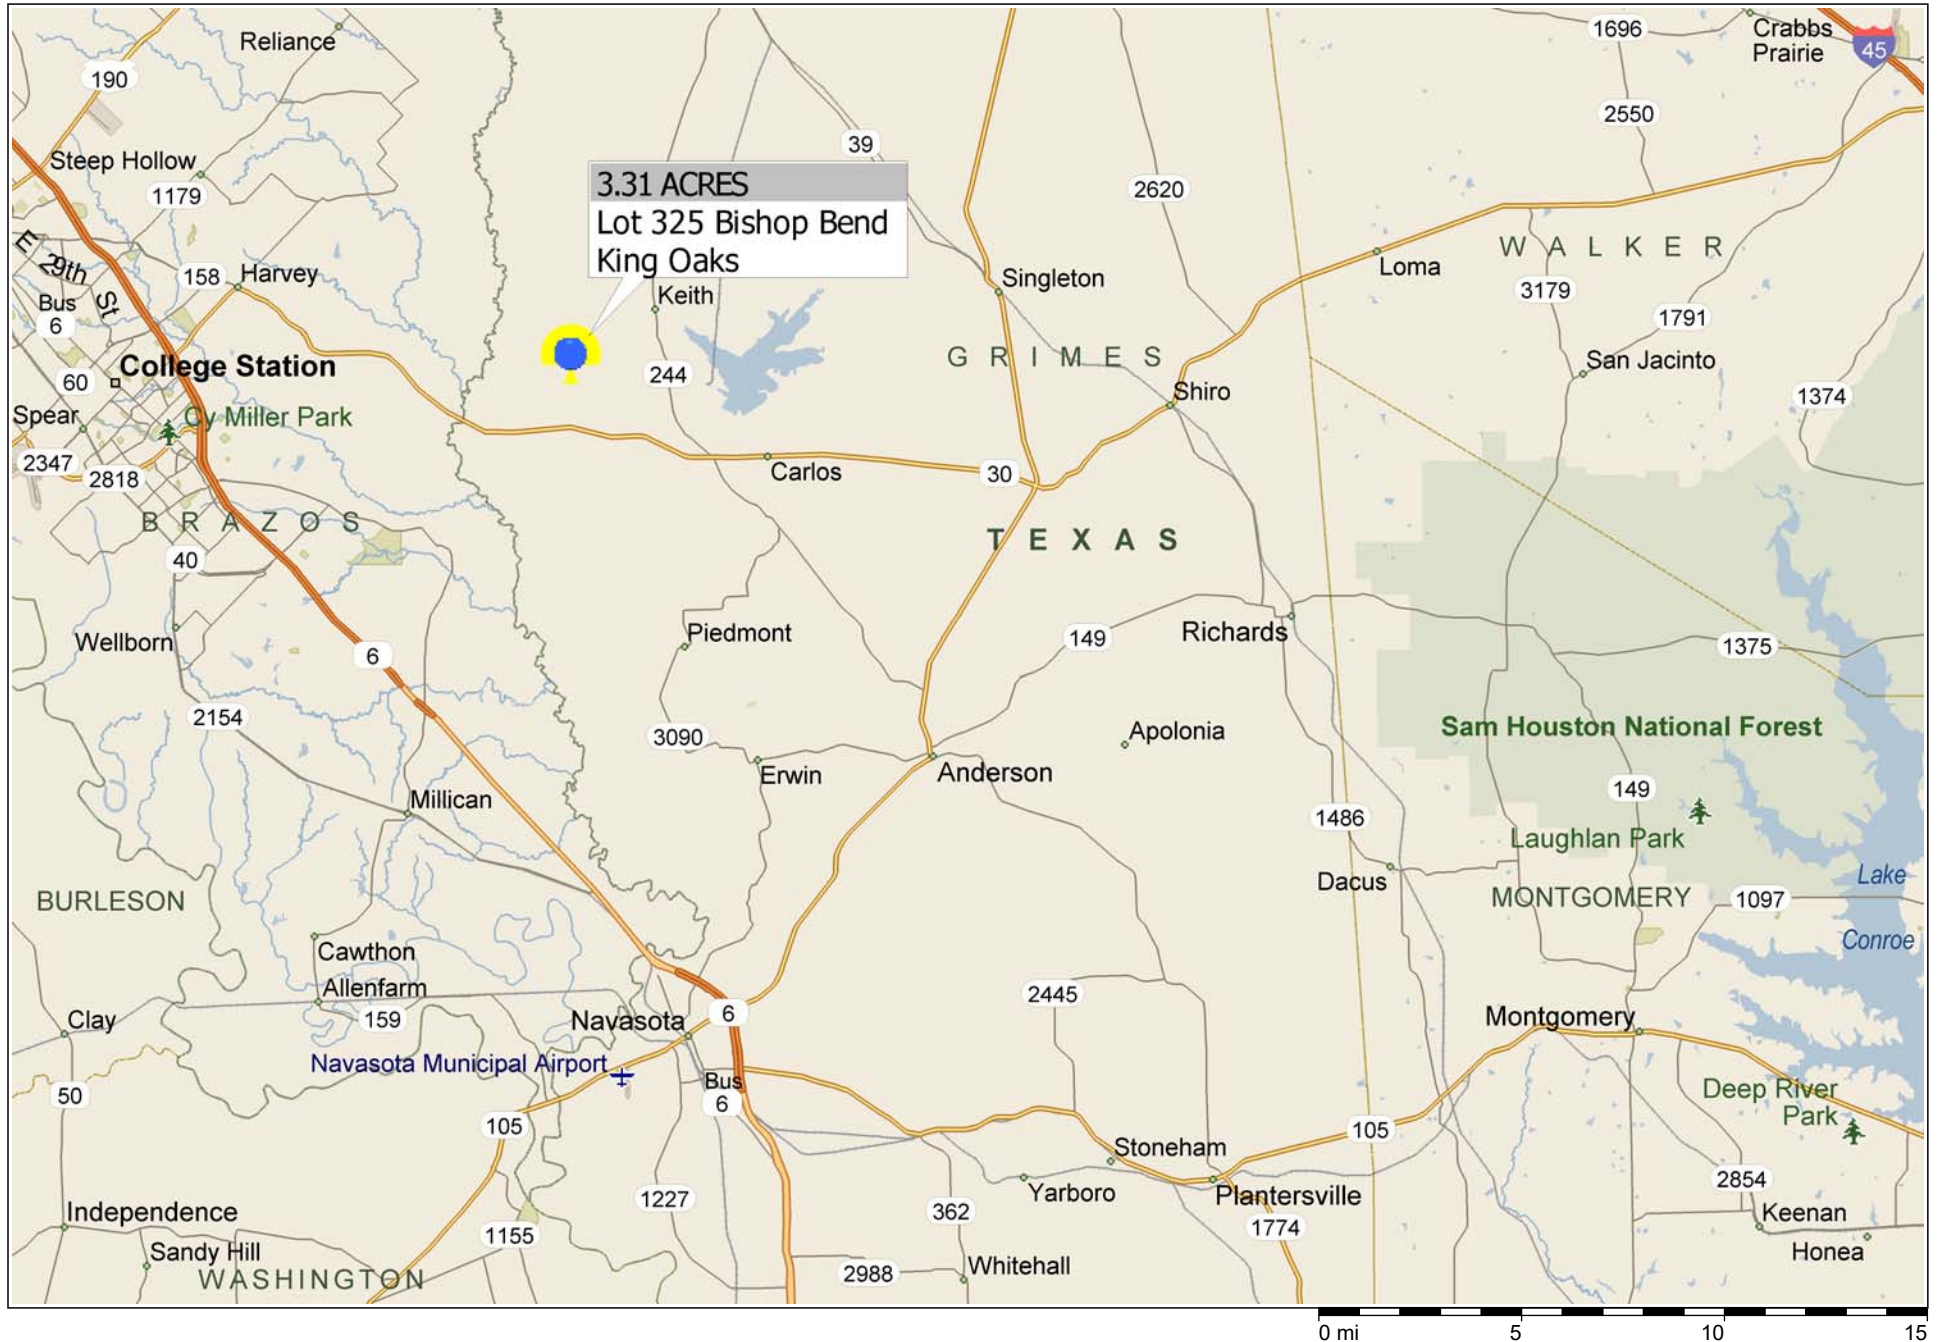 Reliance
190
Steep Hollow
1179
39
1696
Crabbs
Prairie
45
2550
3.31 ACRES
Lot 325 Bishop Bend
King Oaks
2620
E 29th St
Bus
6
158
Harvey
Keith
Singleton
Loma
WALKER
3179
1791
San Jacinto
College Station
60
244
GRIMES
Shiro
1374
Spear
Cy Miller Park
2347
2818
Carlos
30
BRAZOS
TEXAS
40
Wellborn
6
Piedmont
149
Richards
1375
2154
3090
Apolonia
Sam Houston National Forest
Erwin
Anderson
Millican
1486
149
Laughlan Park
Dacus
Lake
Conroe
BURLESON
MONTGOMERY
1097
Cawthon
Allenfarm
159
2445
Clay
Navasota
6
Montgomery
Navasota Municipal Airport
Bus
6
50
105
105
Deep River
Park
Stoneham
Yarboro
Plantersville
2854
Independence
1227
362
1774
Keenan
Sandy Hill
1155
Honea
WASHINGTON
2988
Whitehall
0 mi 5 10 15